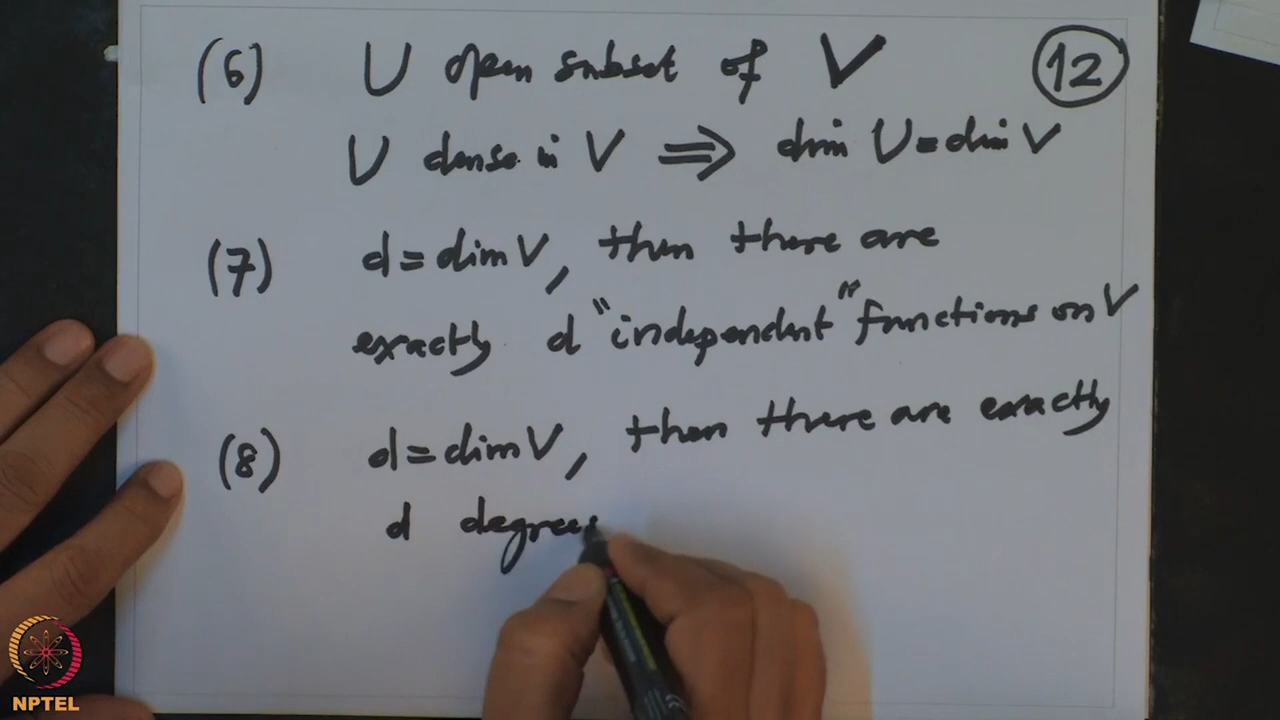 (6) U open subset of V (12)
U dense in V ⟹ dim U = dim V
(7) d = dim V, then there are
exactly d "independent" functions on V
(8) d = dim V, then there are exactly
d degrees
NPTEL